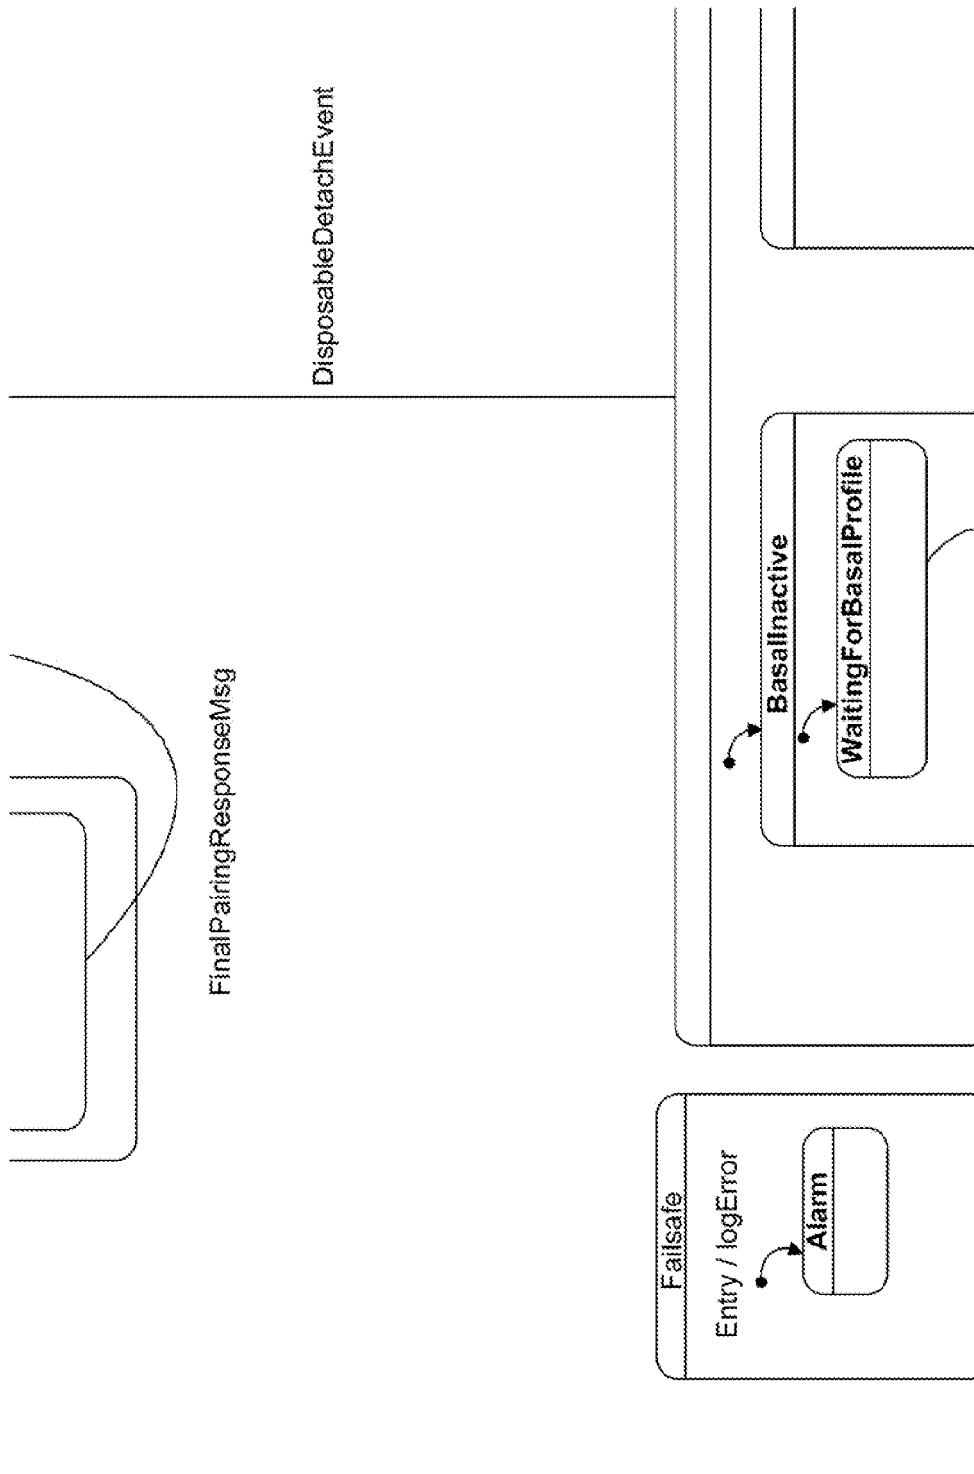 FinalPairingResponseMsg
DisposableDetachEvent
Failsafe
Entry / logError
Alarm
BasalInactive
WaitingForBasalProfile